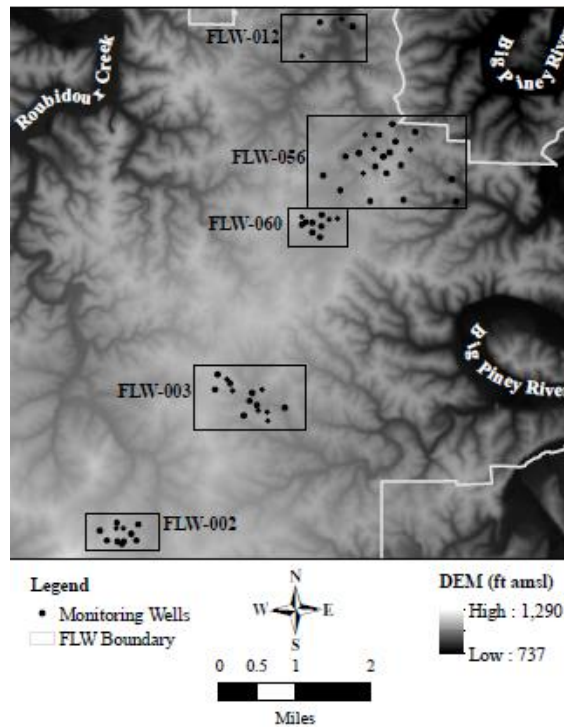 FLW-012
Roubidoux Creek
Big Piney River
FLW-056
FLW-060
Big Piney River
FLW-003
FLW-002
Legend
Monitoring Wells
FLW Boundary
N
W E
S
0 0.5 1 2
Miles
DEM (ft amsl)
High : 1,290
Low : 737